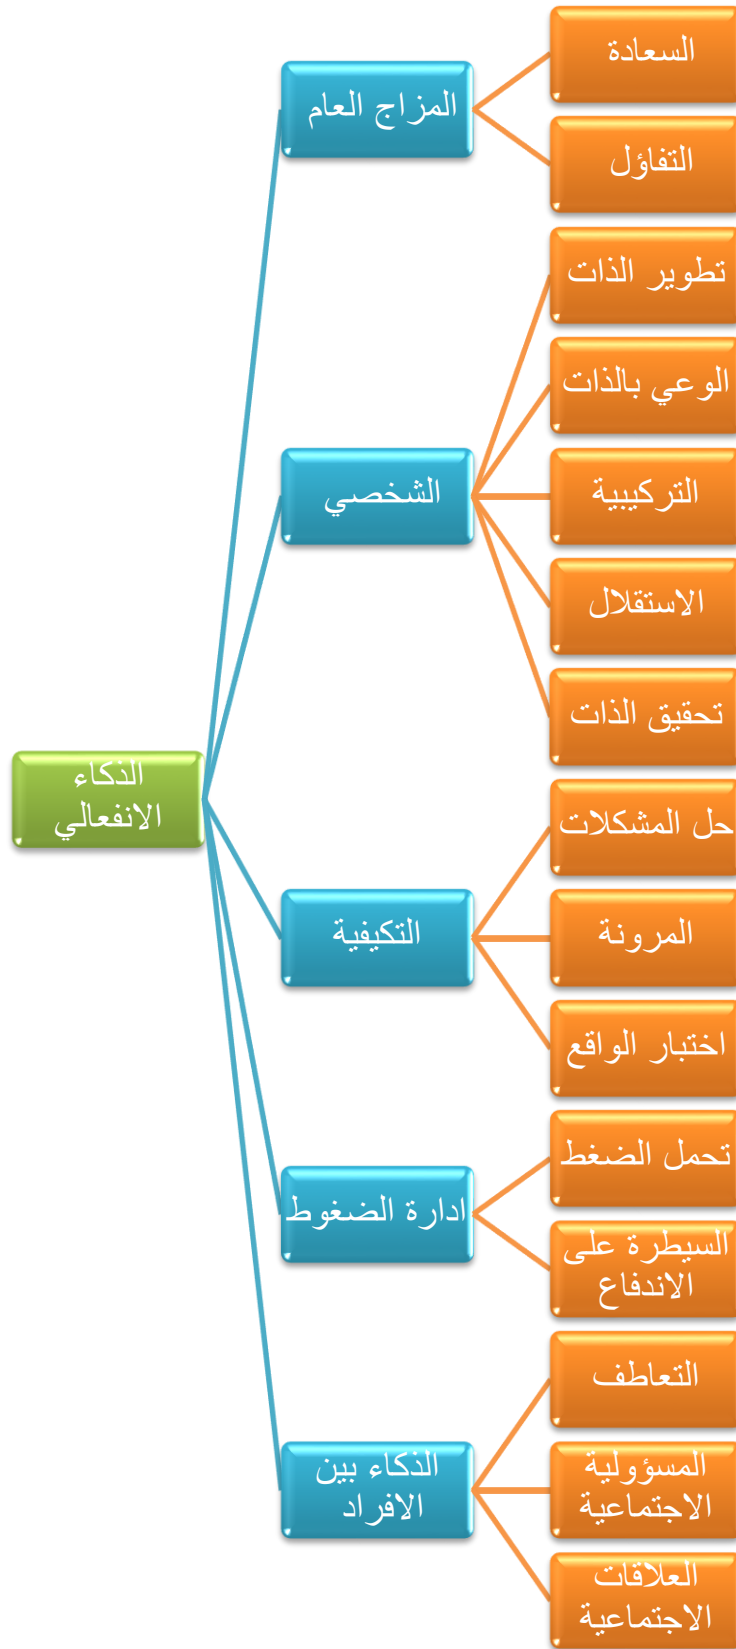 السعادة
المزاج العام
التفاؤل
تطوير الذات
الوعي بالذات
الشخصي
التركيبية
الاستقلال
تحقيق الذات
الذكاء
الانفعالي
حل المشكلات
التكيفية
المرونة
اختبار الواقع
تحمل الضغط
ادارة الضغوط
السيطرة على
الاندفاع
التعاطف
الذكاء بين
الافراد
المسؤولية
الاجتماعية
العلاقات
الاجتماعية